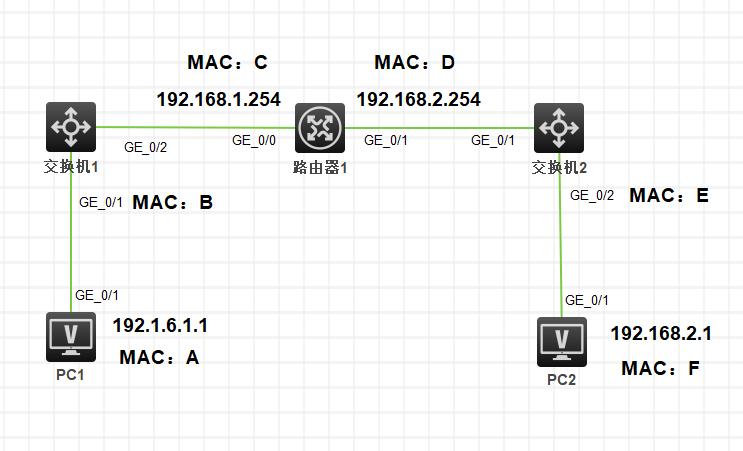 MAC：C
MAC：D
192.168.1.254
192.168.2.254
GE_0/2
GE_0/0
GE_0/1
GE_0/1
交换机1
路由器1
交换机2
GE_0/1
MAC：B
GE_0/2
MAC：E
GE_0/1
GE_0/1
V
192.1.6.1.1
V
192.168.2.1
MAC：A
MAC：F
PC1
PC2